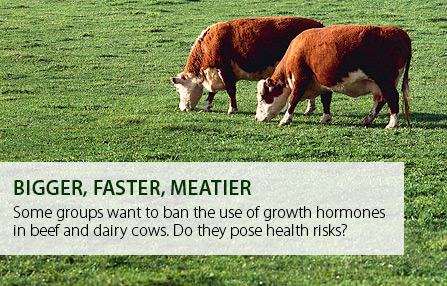 BIGGER, FASTER, MEATIER
Some groups want to ban the use of growth hormones
in beef and dairy cows. Do they pose health risks?